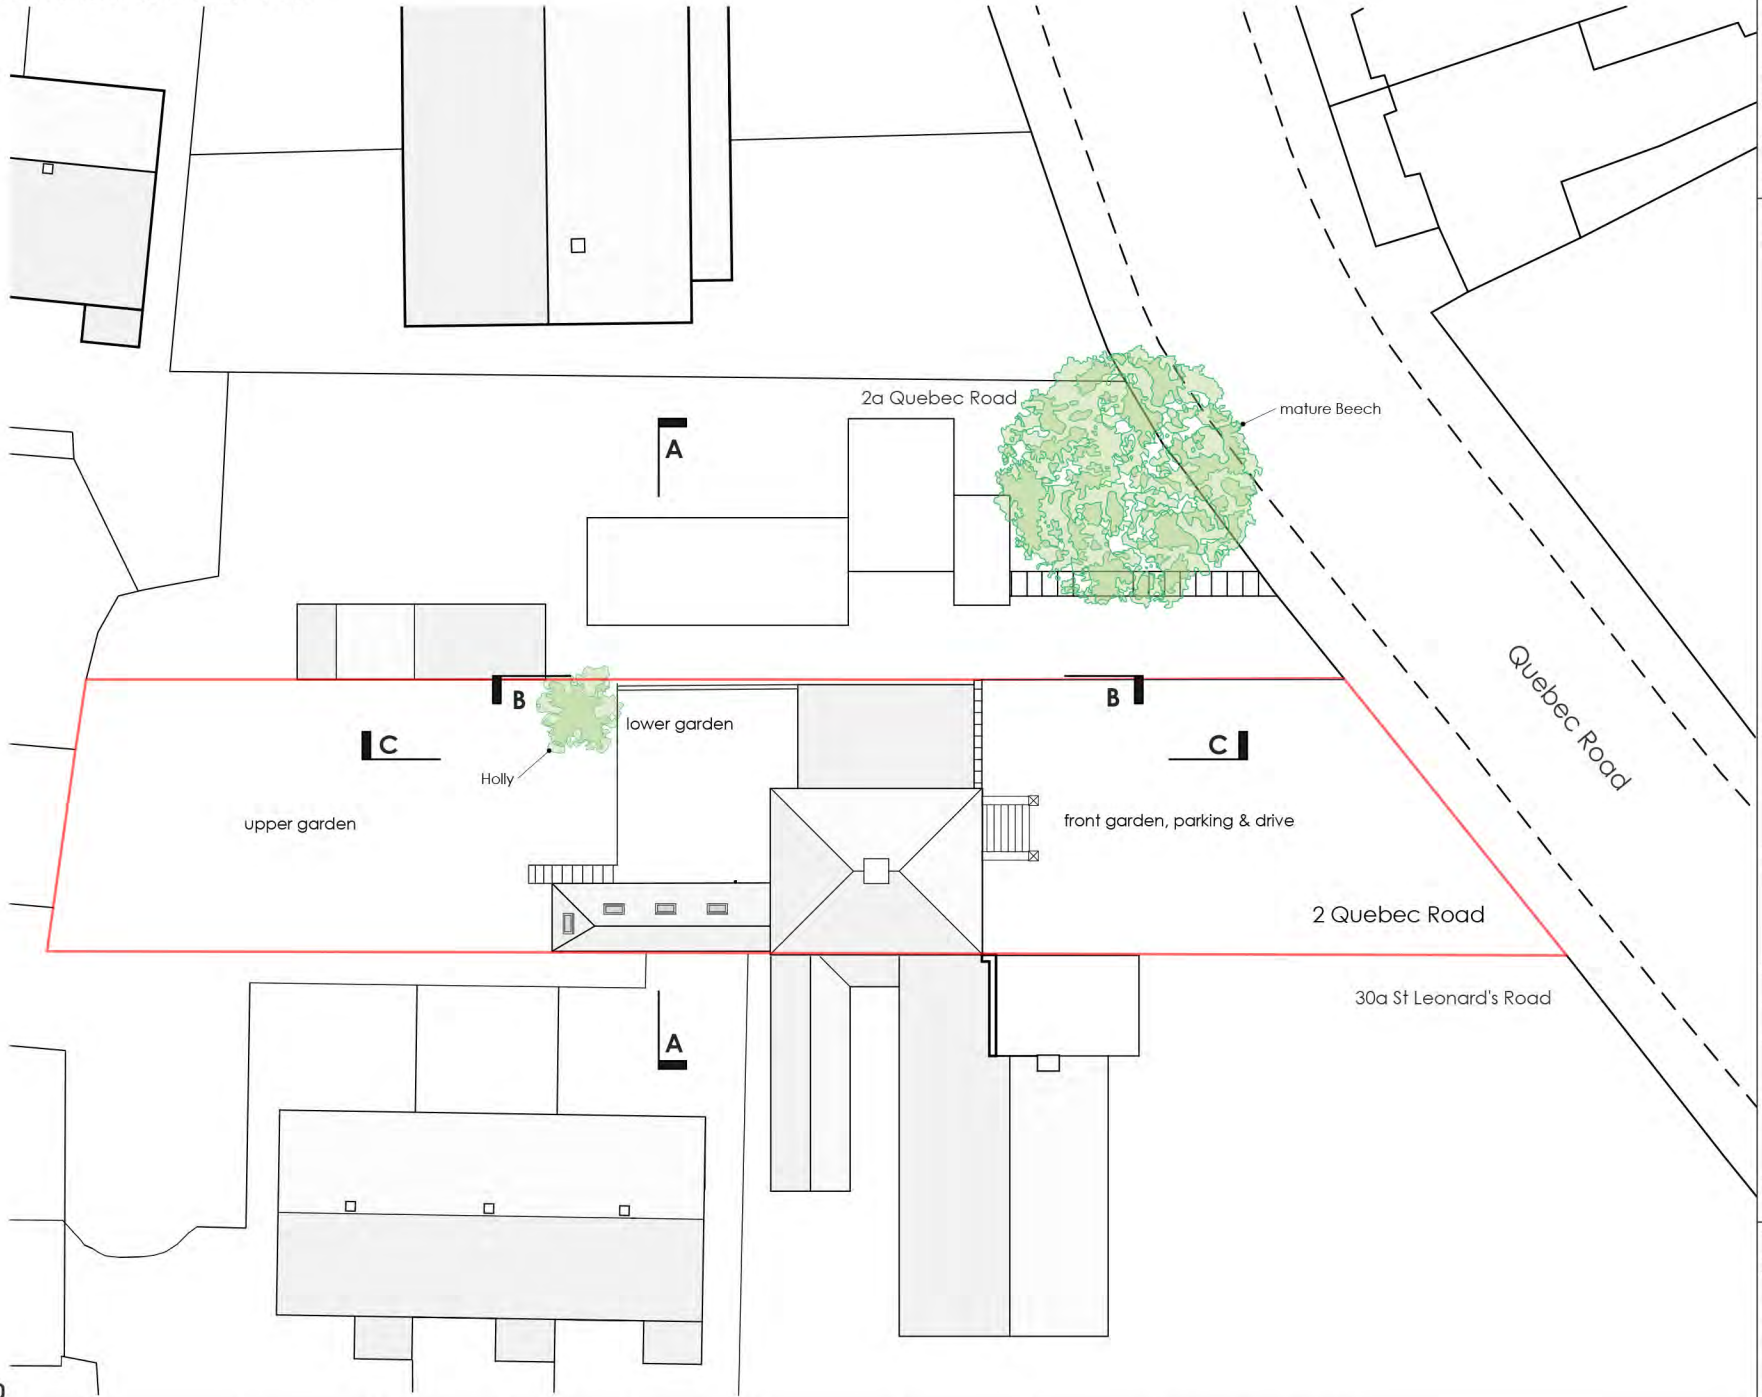 2a Quebec Road
mature Beech
A
Quebec Road
B
B
lower garden
C
C
Holly
upper garden
front garden, parking & drive
2 Quebec Road
30a St Leonard's Road
A